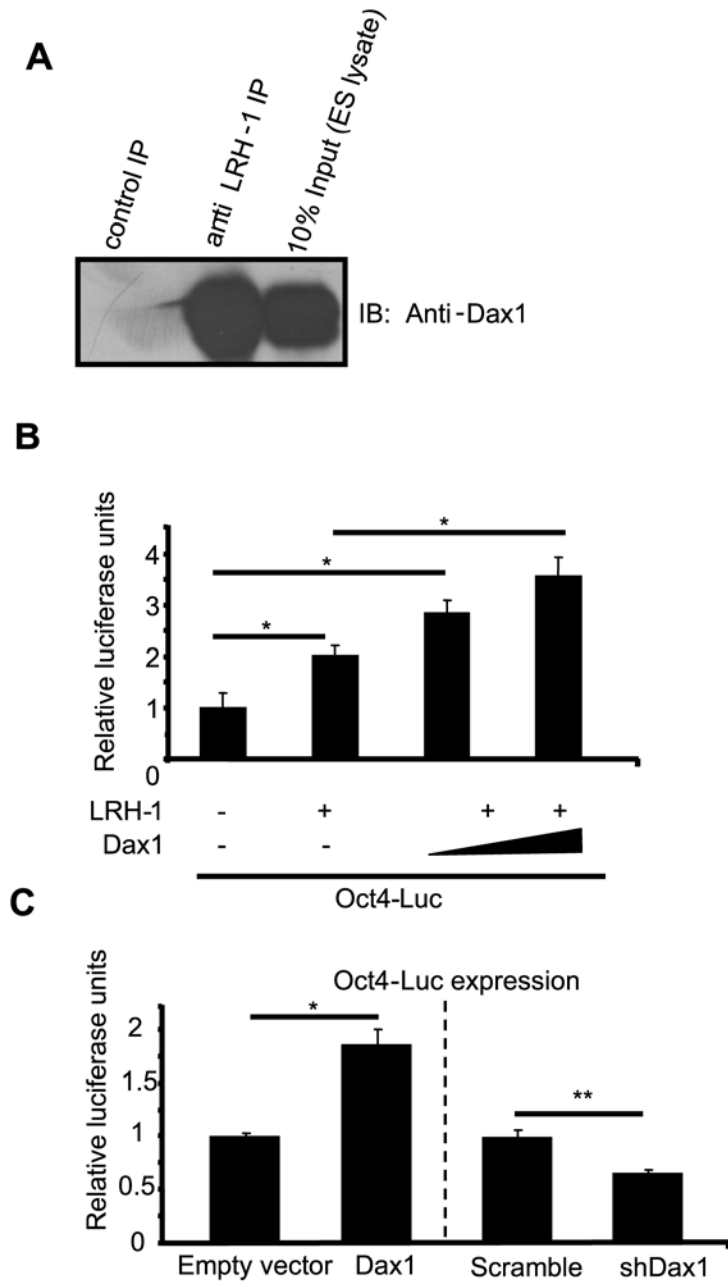 A
control IP
anti LRH-1 IP
10% Input (ES lysate)
IB: Anti-Dax1
B
Relative luciferase units
4
3
2
1
0
*
*
*
LRH-1 - + + +
Dax1 - -
Oct4-Luc
C
Relative luciferase units
Oct4-Luc expression
2
1.5
1
0.5
0
*
**
Empty vector Dax1 Scramble shDax1